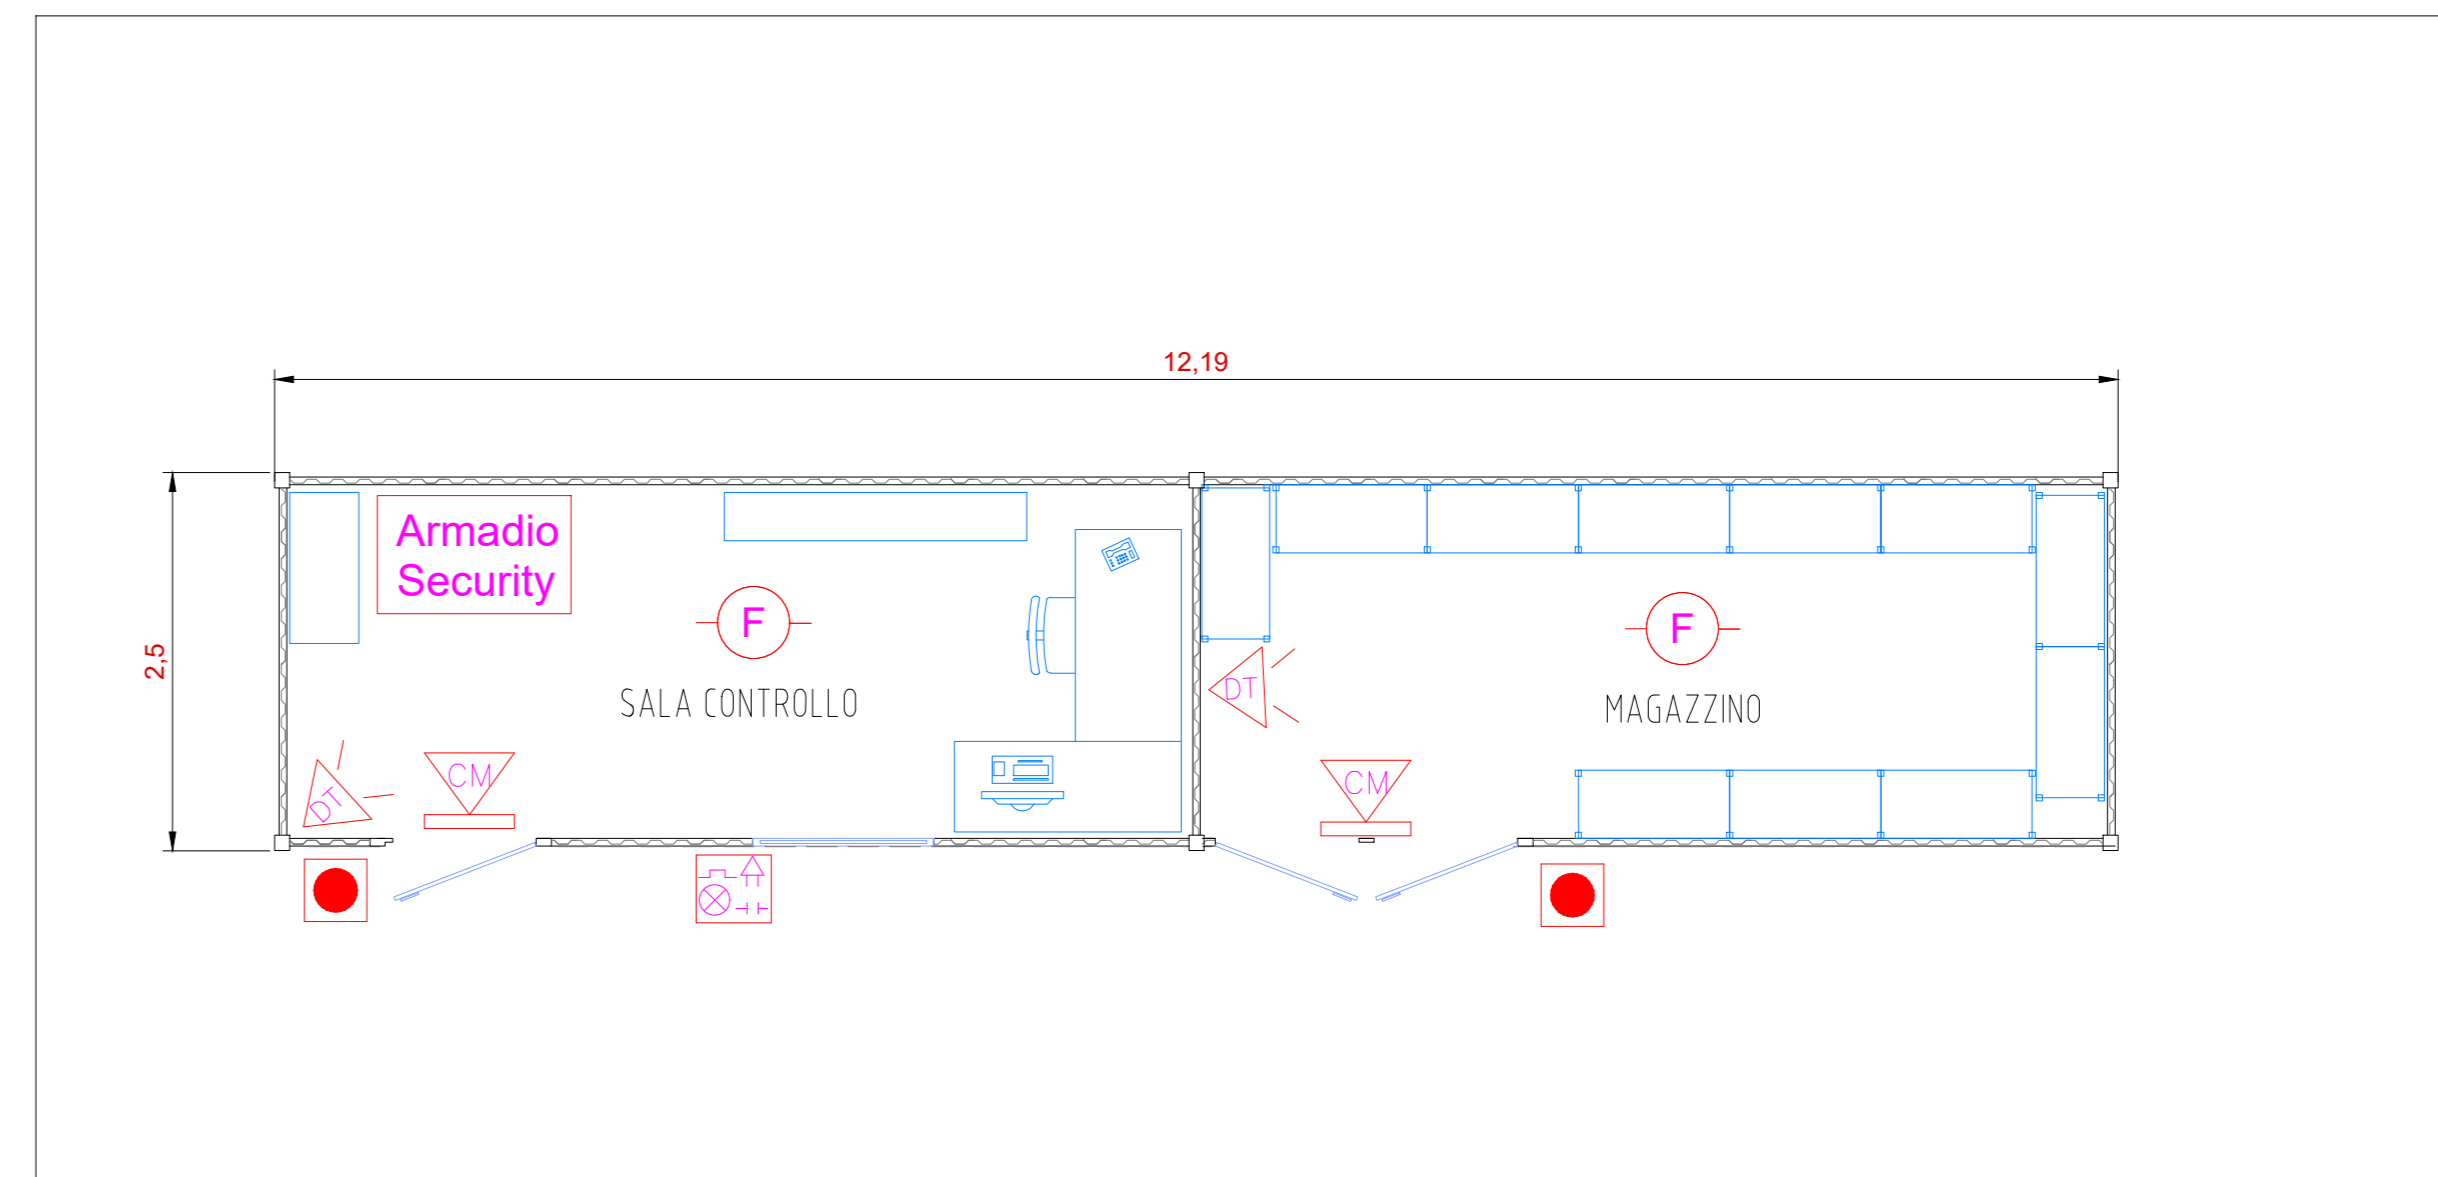 12,19
2,5
Armadio
Security
F
F
SALA CONTROLLO
MAGAZZINO
DT
DT
CM
CM